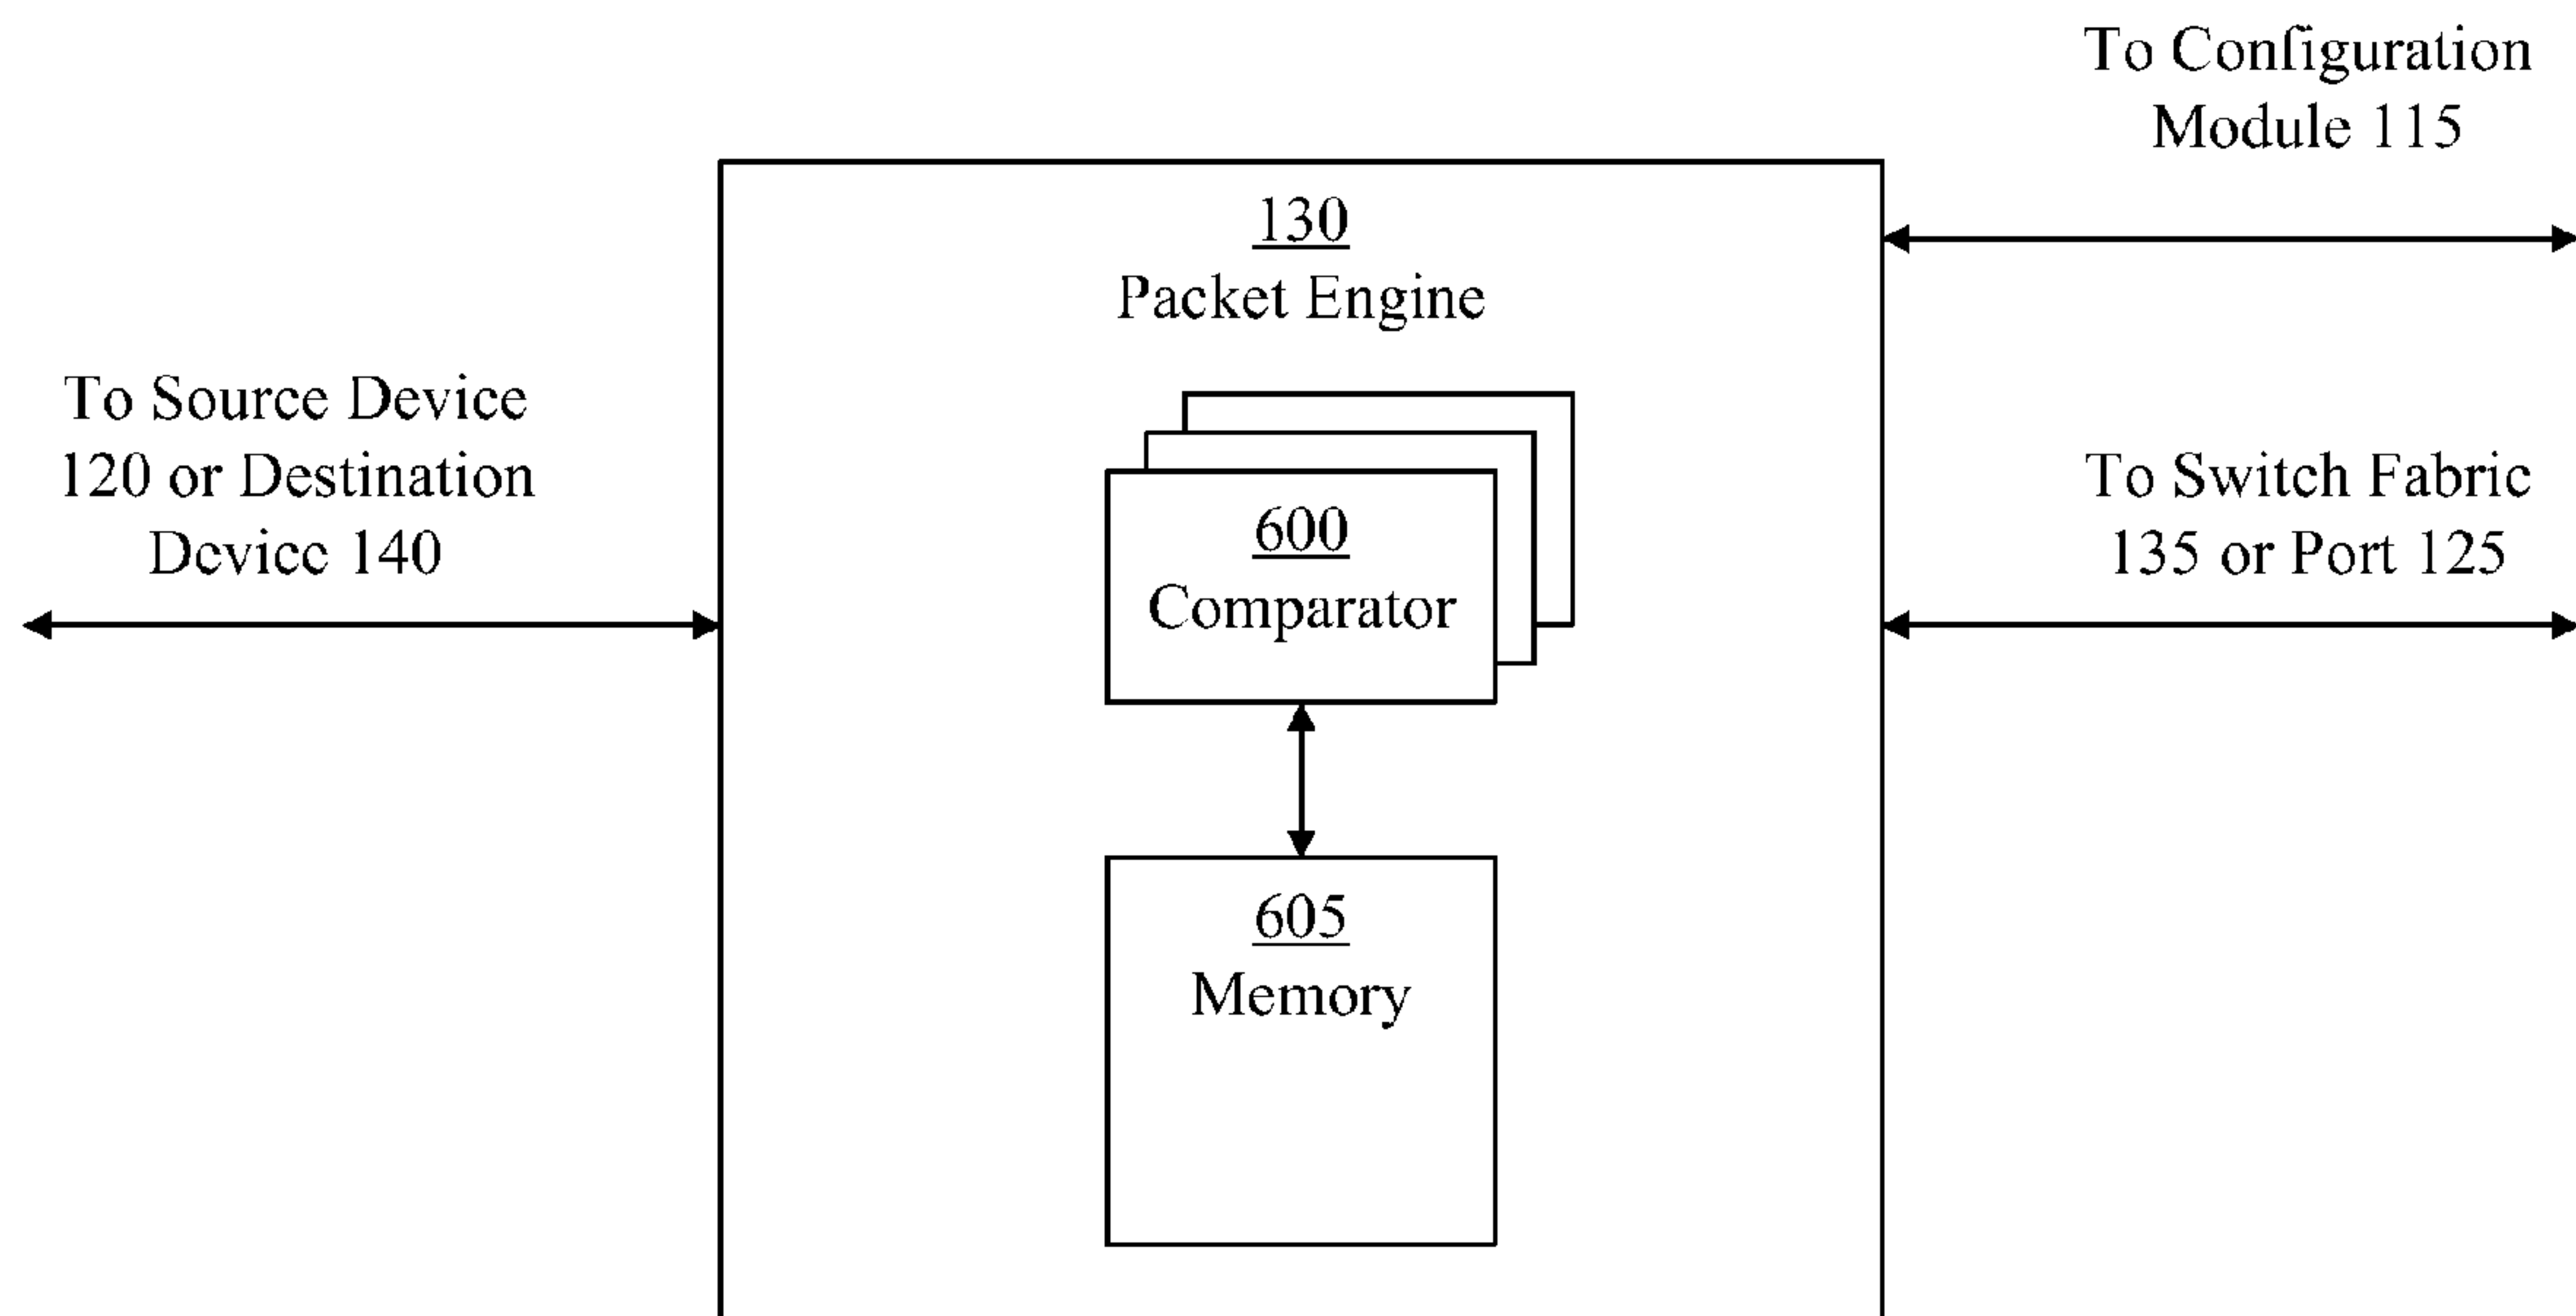 To Configuration
Module 115
130
Packet Engine
To Source Device
120 or Destination
Device 140
To Switch Fabric
135 or Port 125
600
Comparator
605
Memory